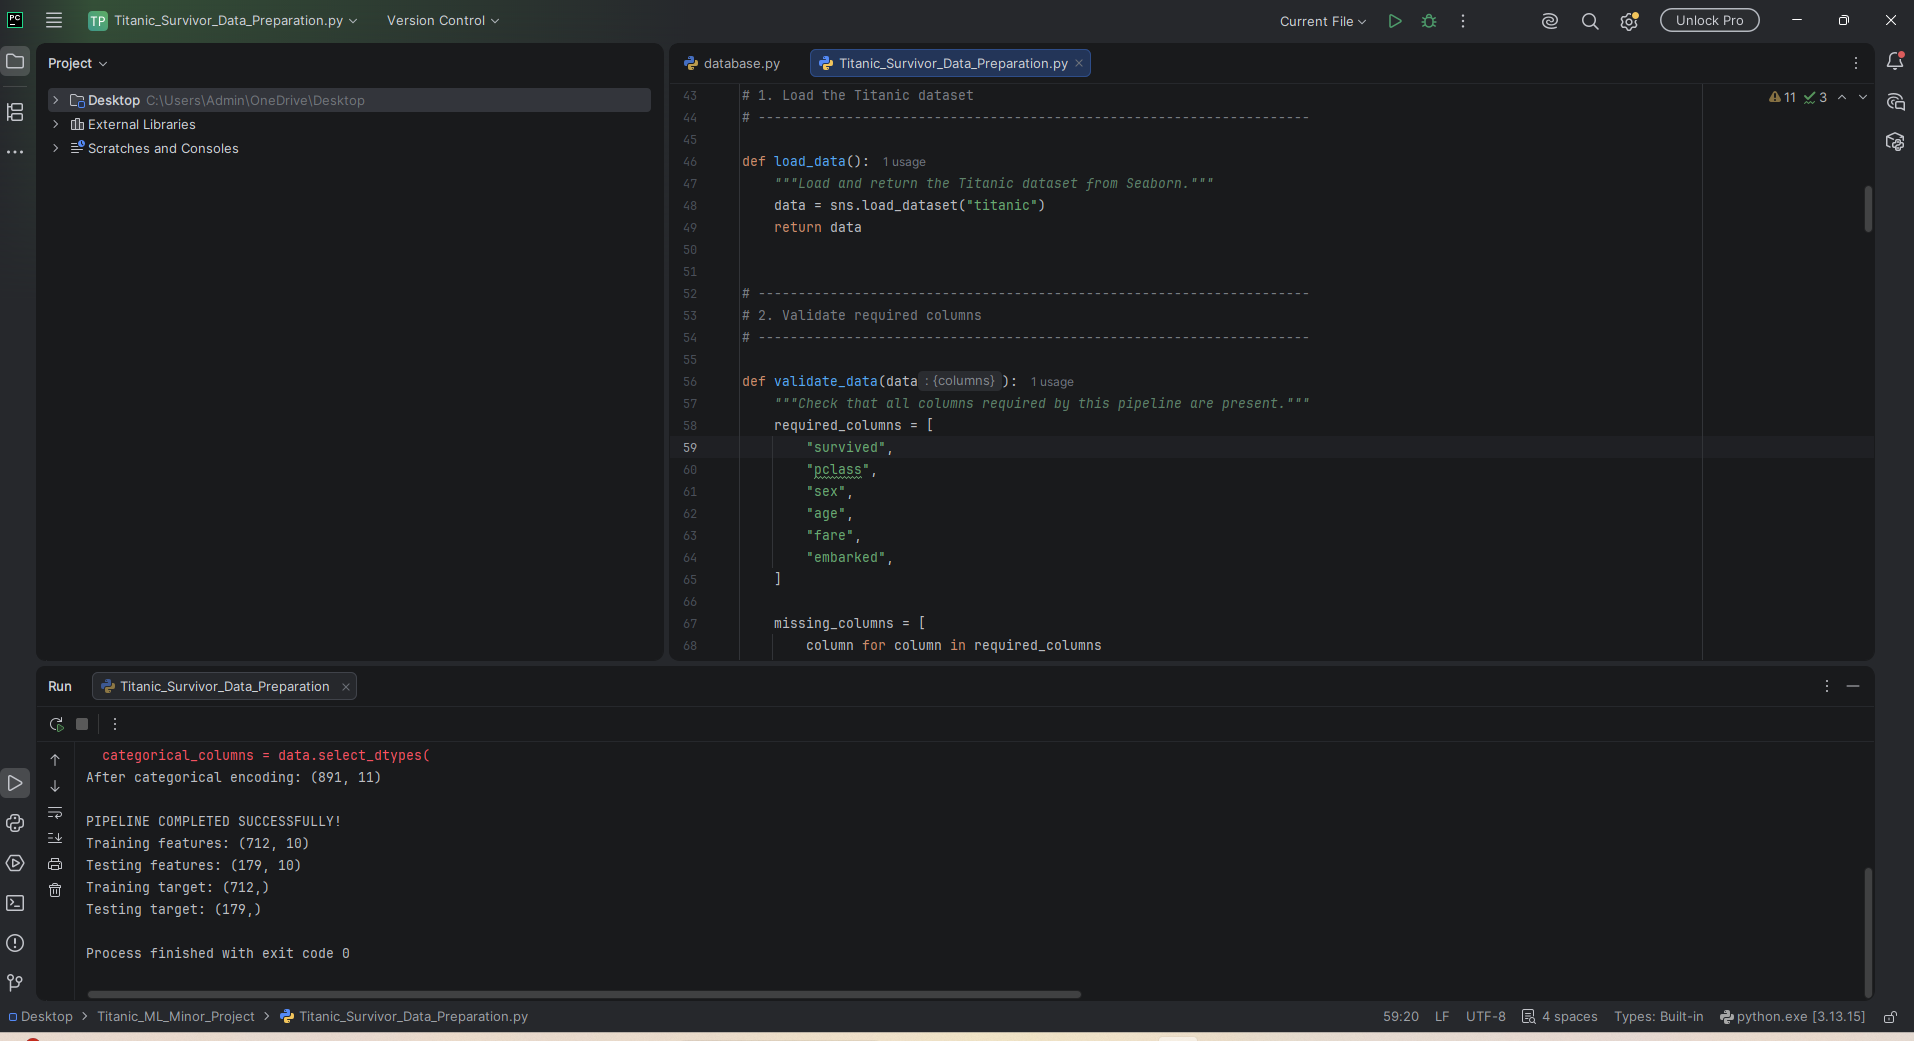 PC
TP Titanic_Survivor_Data_Preparation.py Version Control Current File Unlock Pro
Project
Desktop C:\Users\Admin\OneDrive\Desktop
External Libraries
Scratches and Consoles
database.py Titanic_Survivor_Data_Preparation.py
11 3
43 # 1. Load the Titanic dataset
44 # ---------------------------------------------------------------------
45
46 def load_data(): 1 usage
47 """Load and return the Titanic dataset from Seaborn."""
48 data = sns.load_dataset("titanic")
49 return data
50
51
52 # ---------------------------------------------------------------------
53 # 2. Validate required columns
54 # ---------------------------------------------------------------------
55
56 def validate_data(data : {columns} ): 1 usage
57 """Check that all columns required by this pipeline are present."""
58 required_columns = [
59 "survived",
60 "pclass",
61 "sex",
62 "age",
63 "fare",
64 "embarked",
65 ]
66
67 missing_columns = [
68 column for column in required_columns
Run Titanic_Survivor_Data_Preparation
categorical_columns = data.select_dtypes(
After categorical encoding: (891, 11)
PIPELINE COMPLETED SUCCESSFULLY!
Training features: (712, 10)
Testing features: (179, 10)
Training target: (712,)
Testing target: (179,)
Process finished with exit code 0
Desktop > Titanic_ML_Minor_Project > Titanic_Survivor_Data_Preparation.py 59:20 LF UTF-8 4 spaces Types: Built-in python.exe [3.13.15]